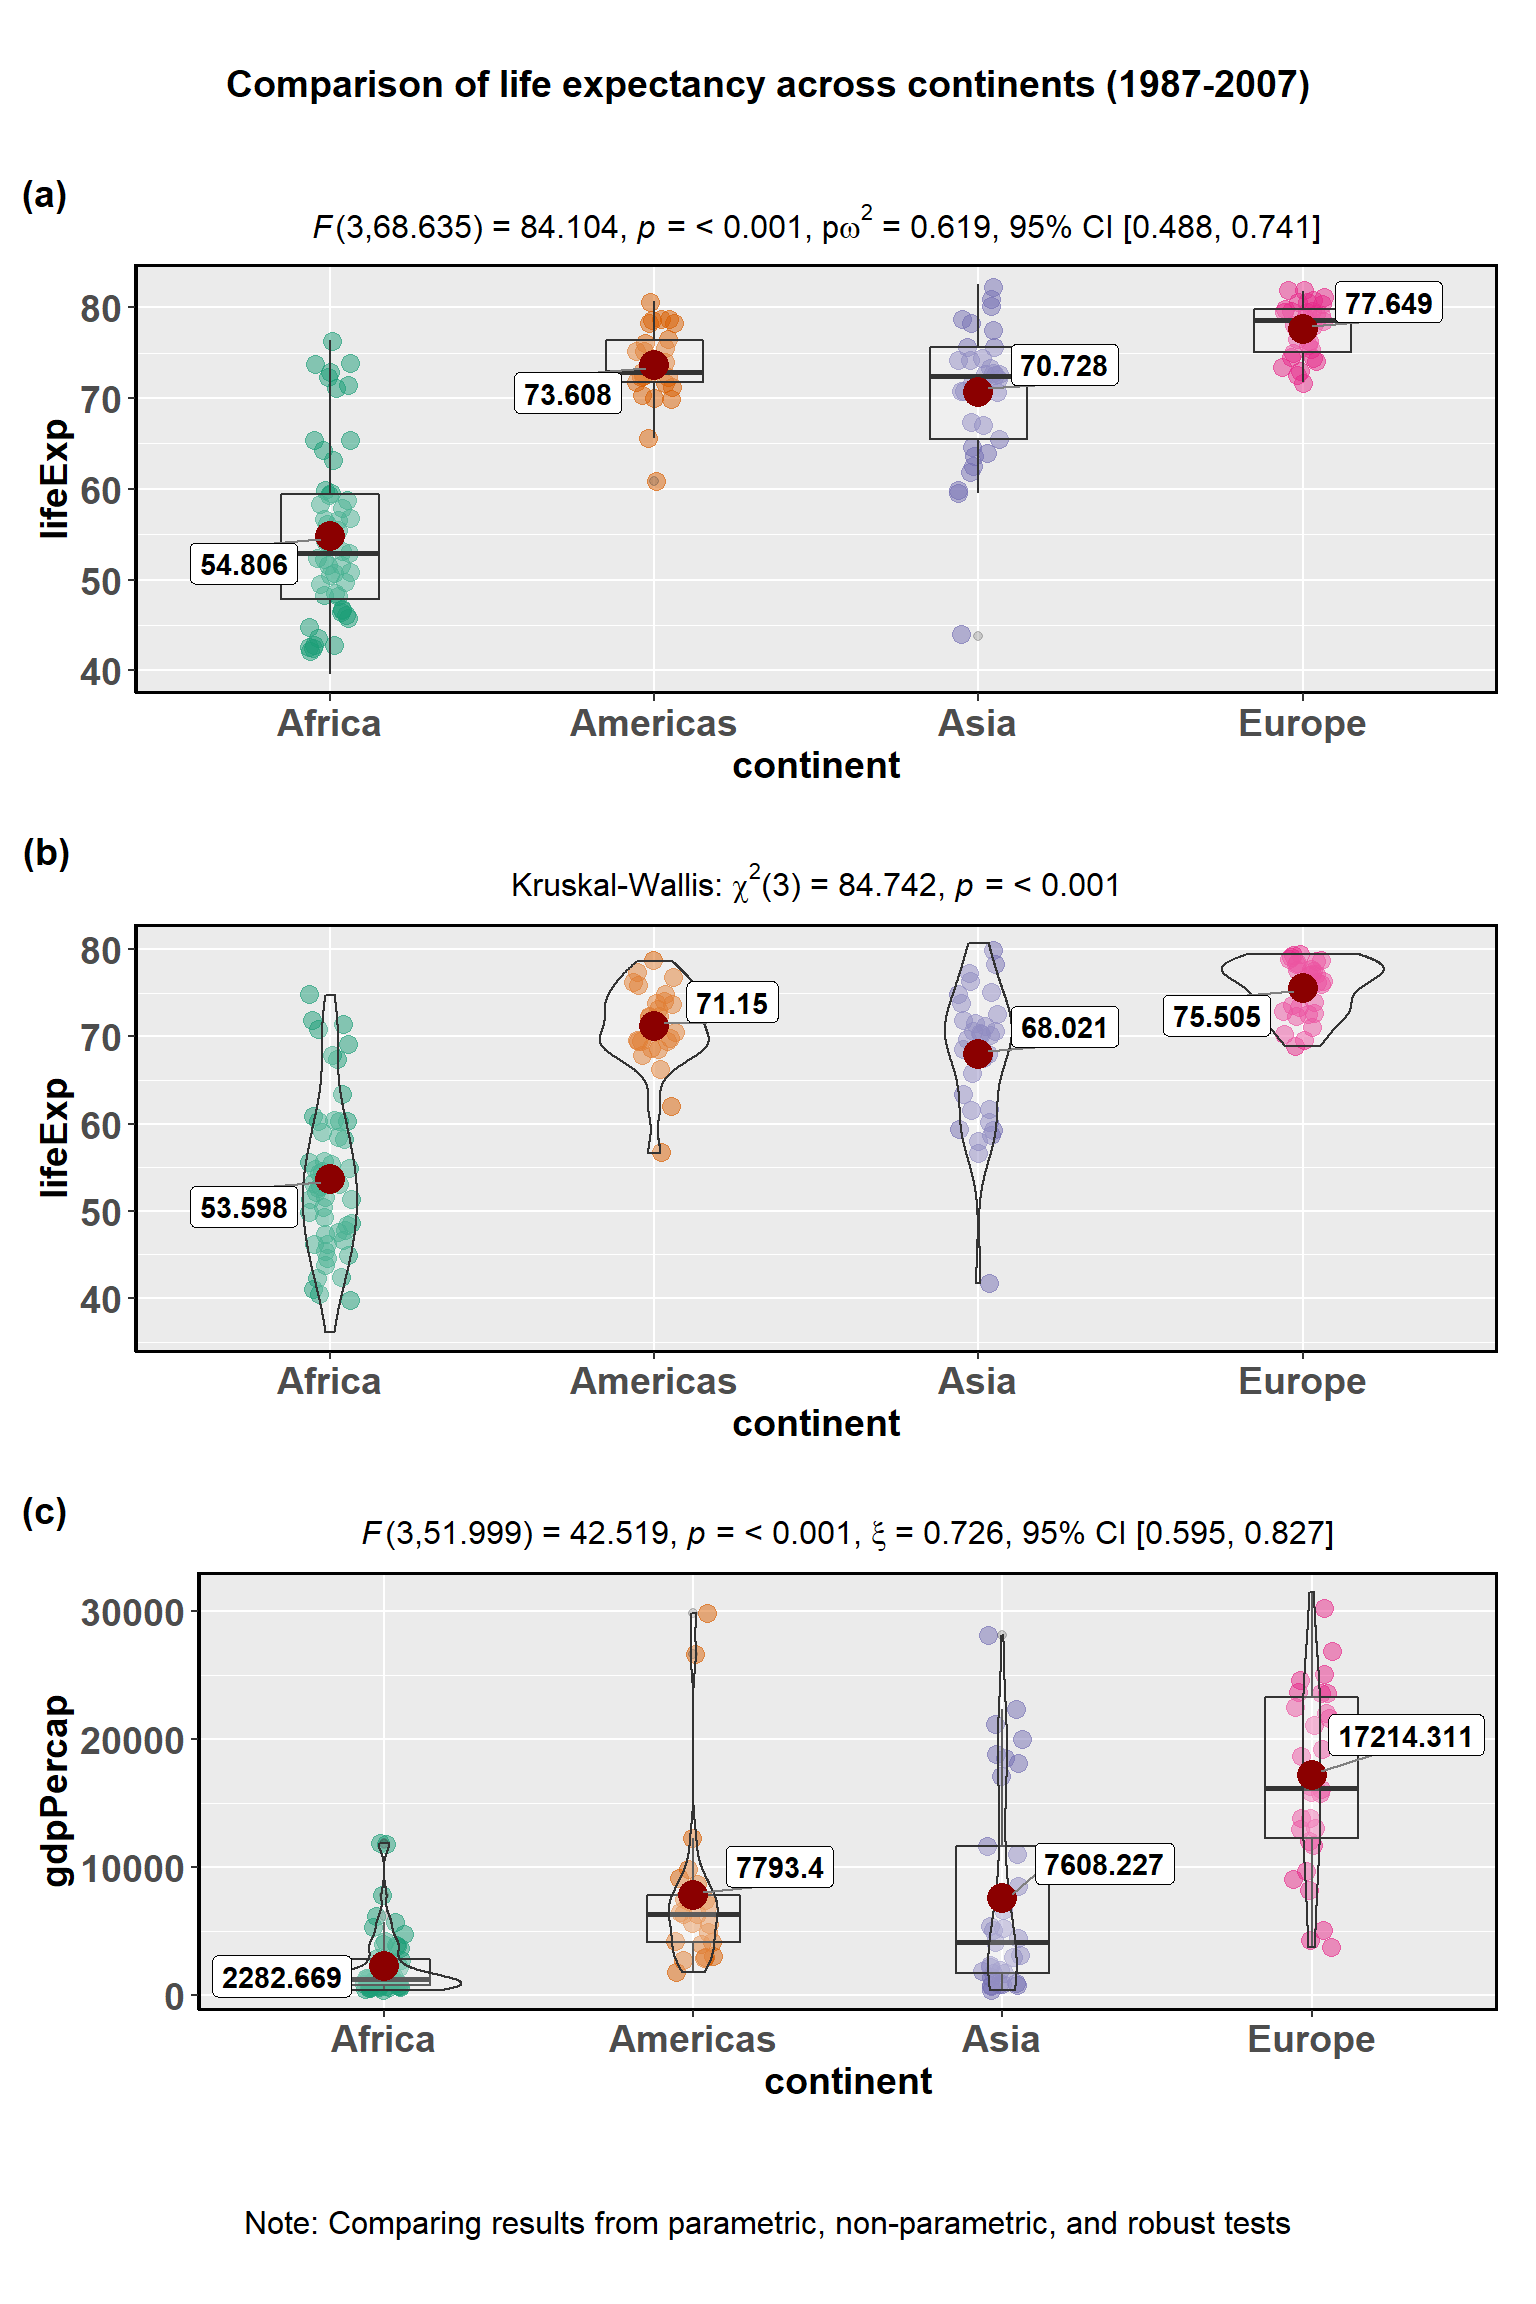 Comparison of life expectancy across continents (1987-2007)
(a)
F(3,68.635) = 84.104, p = < 0.001, pω² = 0.619, 95% CI [0.488, 0.741]
lifeExp
80
70
60
50
40
54.806
73.608
70.728
77.649
Africa Americas Asia Europe
continent
(b)
Kruskal-Wallis: χ²(3) = 84.742, p = < 0.001
lifeExp
80
70
60
50
40
53.598
71.15
68.021
75.505
Africa Americas Asia Europe
continent
(c)
F(3,51.999) = 42.519, p = < 0.001, ξ = 0.726, 95% CI [0.595, 0.827]
gdpPercap
30000
20000
10000
0
2282.669
7793.4
7608.227
17214.311
Africa Americas Asia Europe
continent
Note: Comparing results from parametric, non-parametric, and robust tests